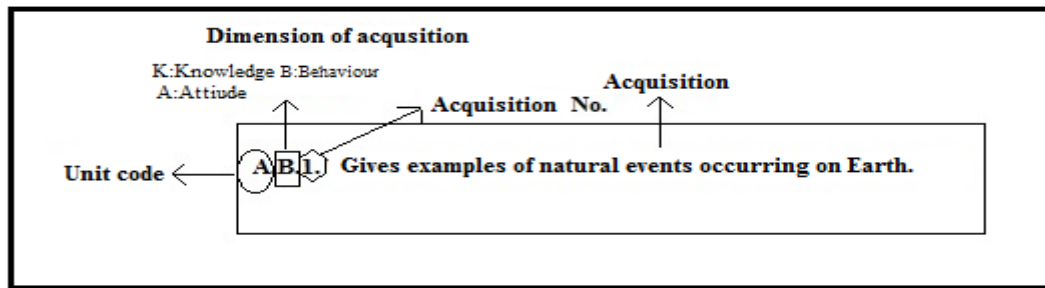 Dimension of acqusition
K:Knowledge B:Behaviour
A:Attiude
Acquisition
Acquisition No.
Unit code
A.B.1. Gives examples of natural events occurring on Earth.